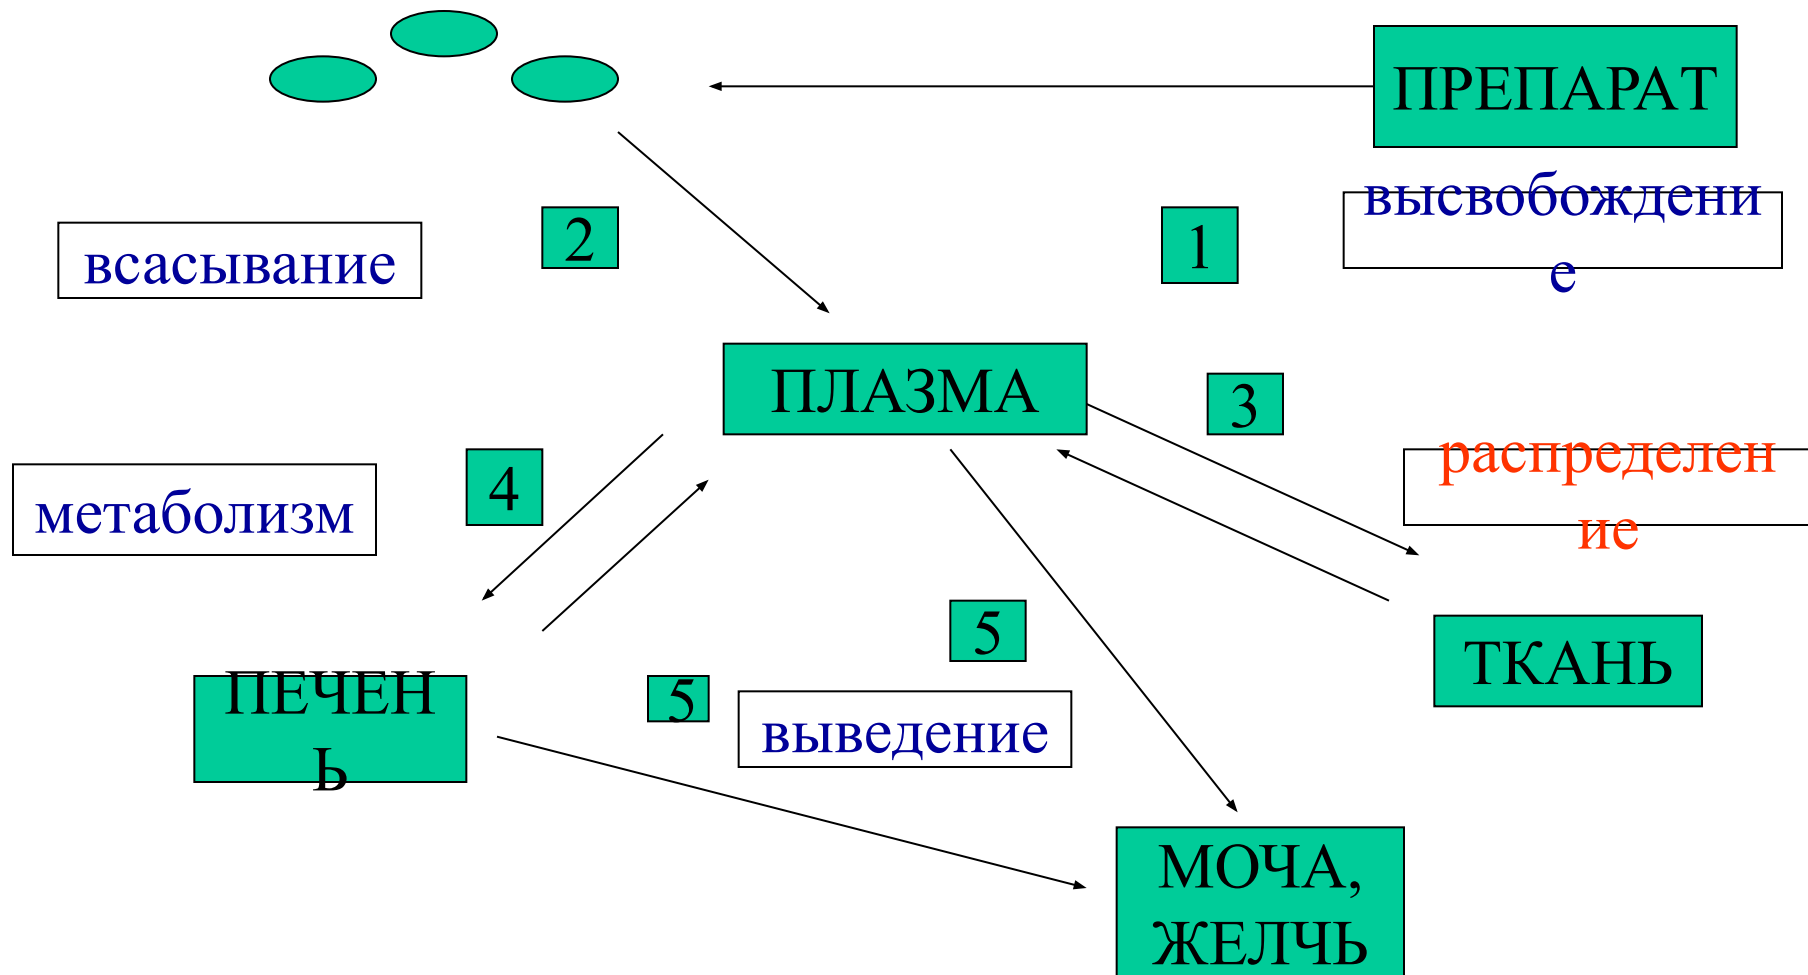 ПРЕПАРАТ
высвобождени
е
1
2
всасывание
ПЛАЗМА
3
распределен
ие
4
метаболизм
5
ТКАНЬ
ПЕЧЕН
Ь
5
выведение
МОЧА,
ЖЕЛЧЬ